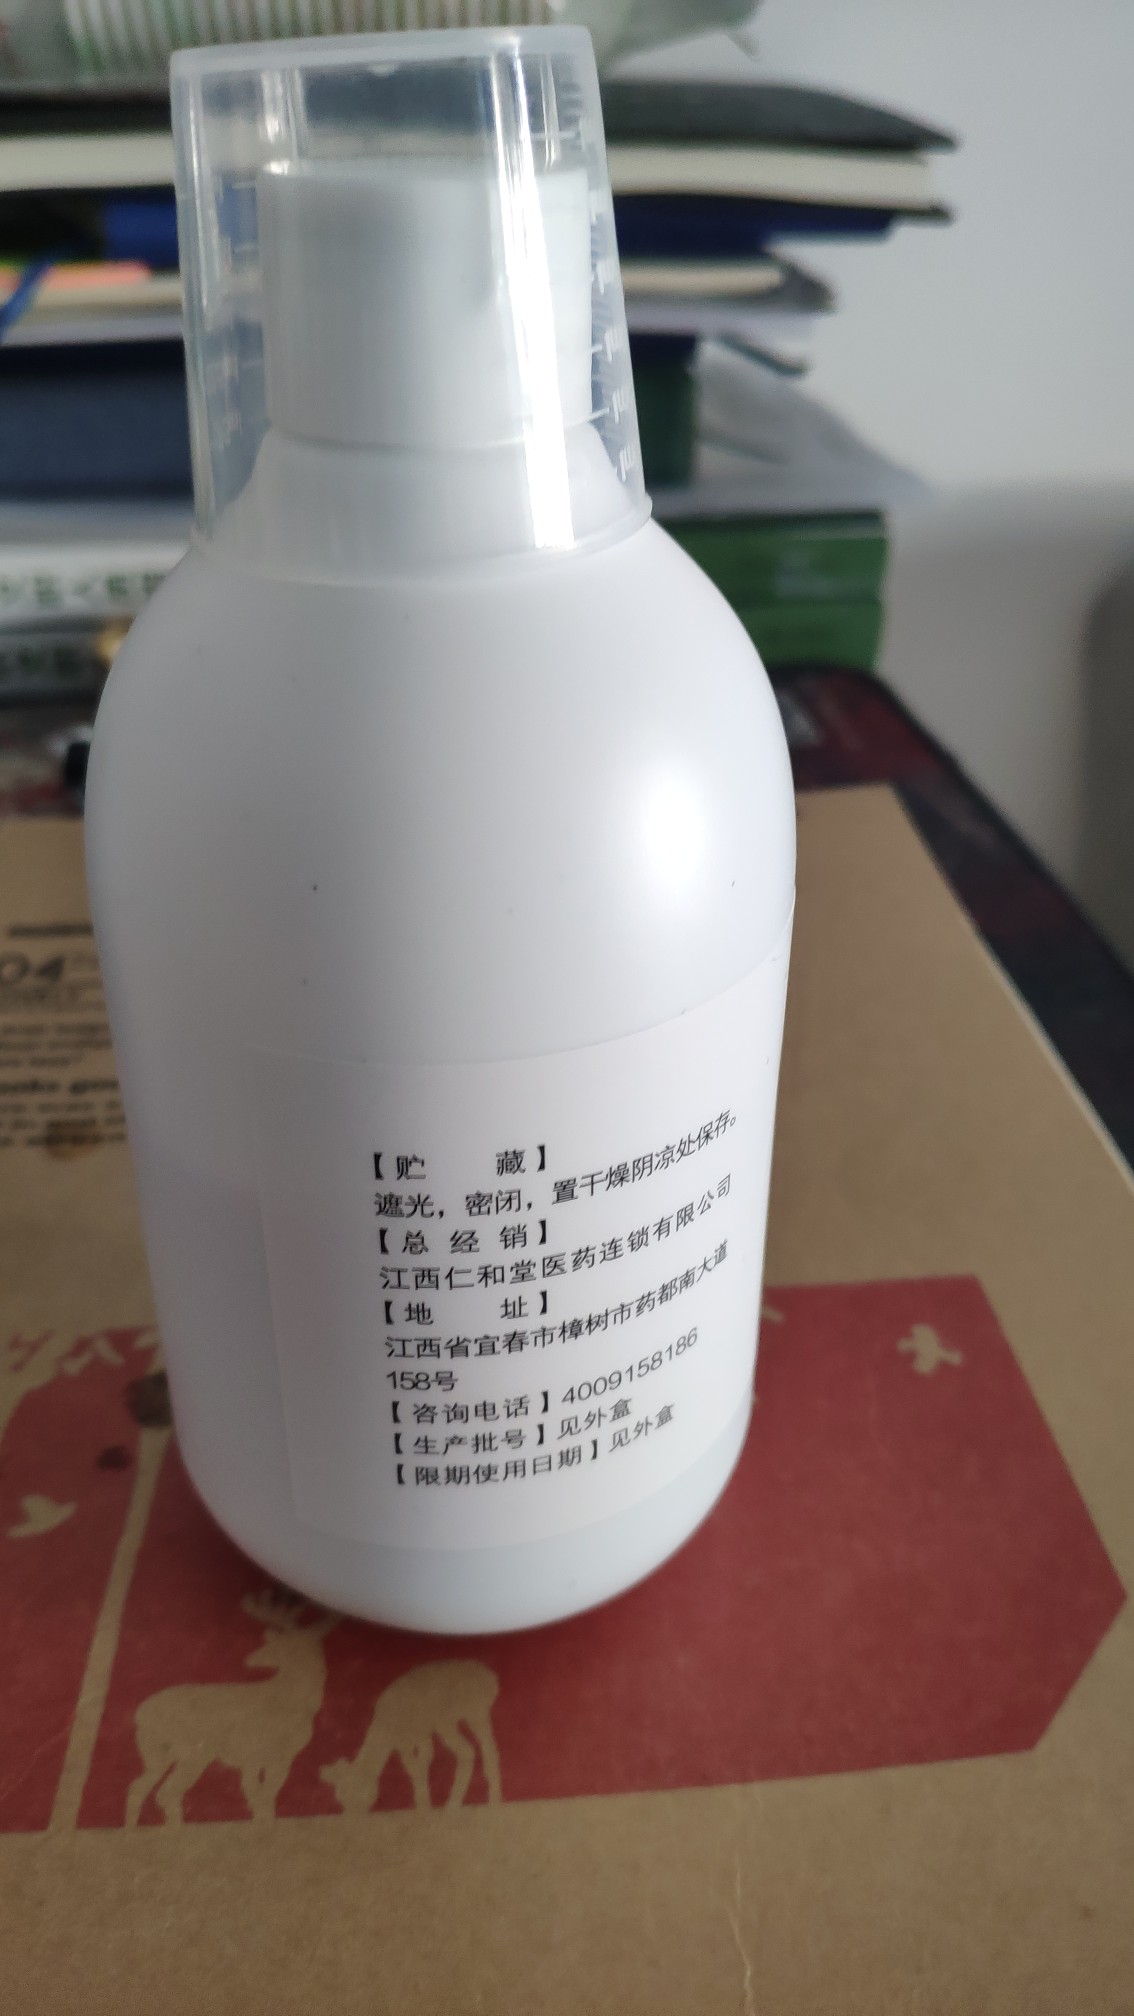 【贮 藏】
遮光，密闭，置干燥阴凉处保存。
【总 经 销】
江西仁和堂医药连锁有限公司
【地 址】
江西省宜春市樟树市药都南大道
158号
【咨询电话】4009158186
【生产批号】见外盒
【限期使用日期】见外盒
04